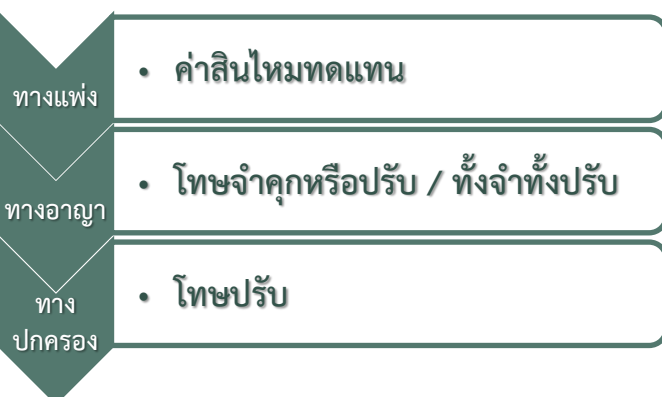 ทางแพ่ง
• ค่าสินไหมทดแทน
ทางอาญา
• โทษจำคุกหรือปรับ / ทั้งจำทั้งปรับ
ทาง
ปกครอง
• โทษปรับ